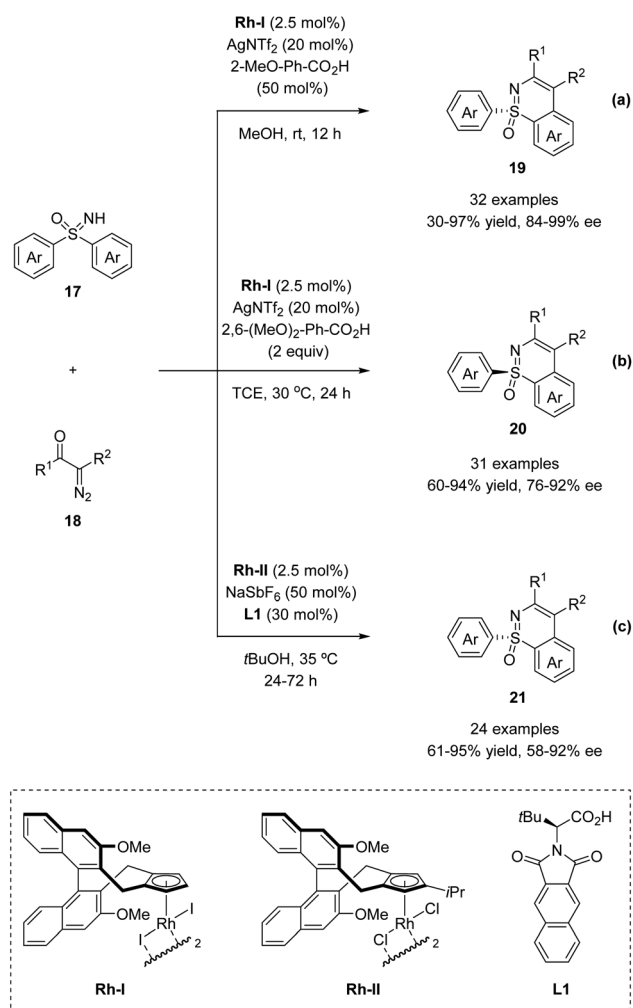 Rh-I (2.5 mol%)
AgNTf2 (20 mol%)
2-MeO-Ph-CO2H
(50 mol%)
MeOH, rt, 12 h
R1
R2
N
S
O
Ar
Ar
(a)
19
32 examples
30-97% yield, 84-99% ee
O
NH
S
Ar
Ar
17
+
O
R1
R2
N2
18
Rh-I (2.5 mol%)
AgNTf2 (20 mol%)
2,6-(MeO)2-Ph-CO2H
(2 equiv)
TCE, 30 ºC, 24 h
R1
R2
N
S
O
Ar
Ar
(b)
20
31 examples
60-94% yield, 76-92% ee
Rh-II (2.5 mol%)
NaSbF6 (50 mol%)
L1 (30 mol%)
tBuOH, 35 ºC
24-72 h
R1
R2
N
S
O
Ar
Ar
(c)
21
24 examples
61-95% yield, 58-92% ee
OMe
OMe
Rh
I
I
2
Rh-I
OMe
OMe
iPr
Rh
Cl
Cl
2
Rh-II
tBu
CO2H
N
O
O
L1